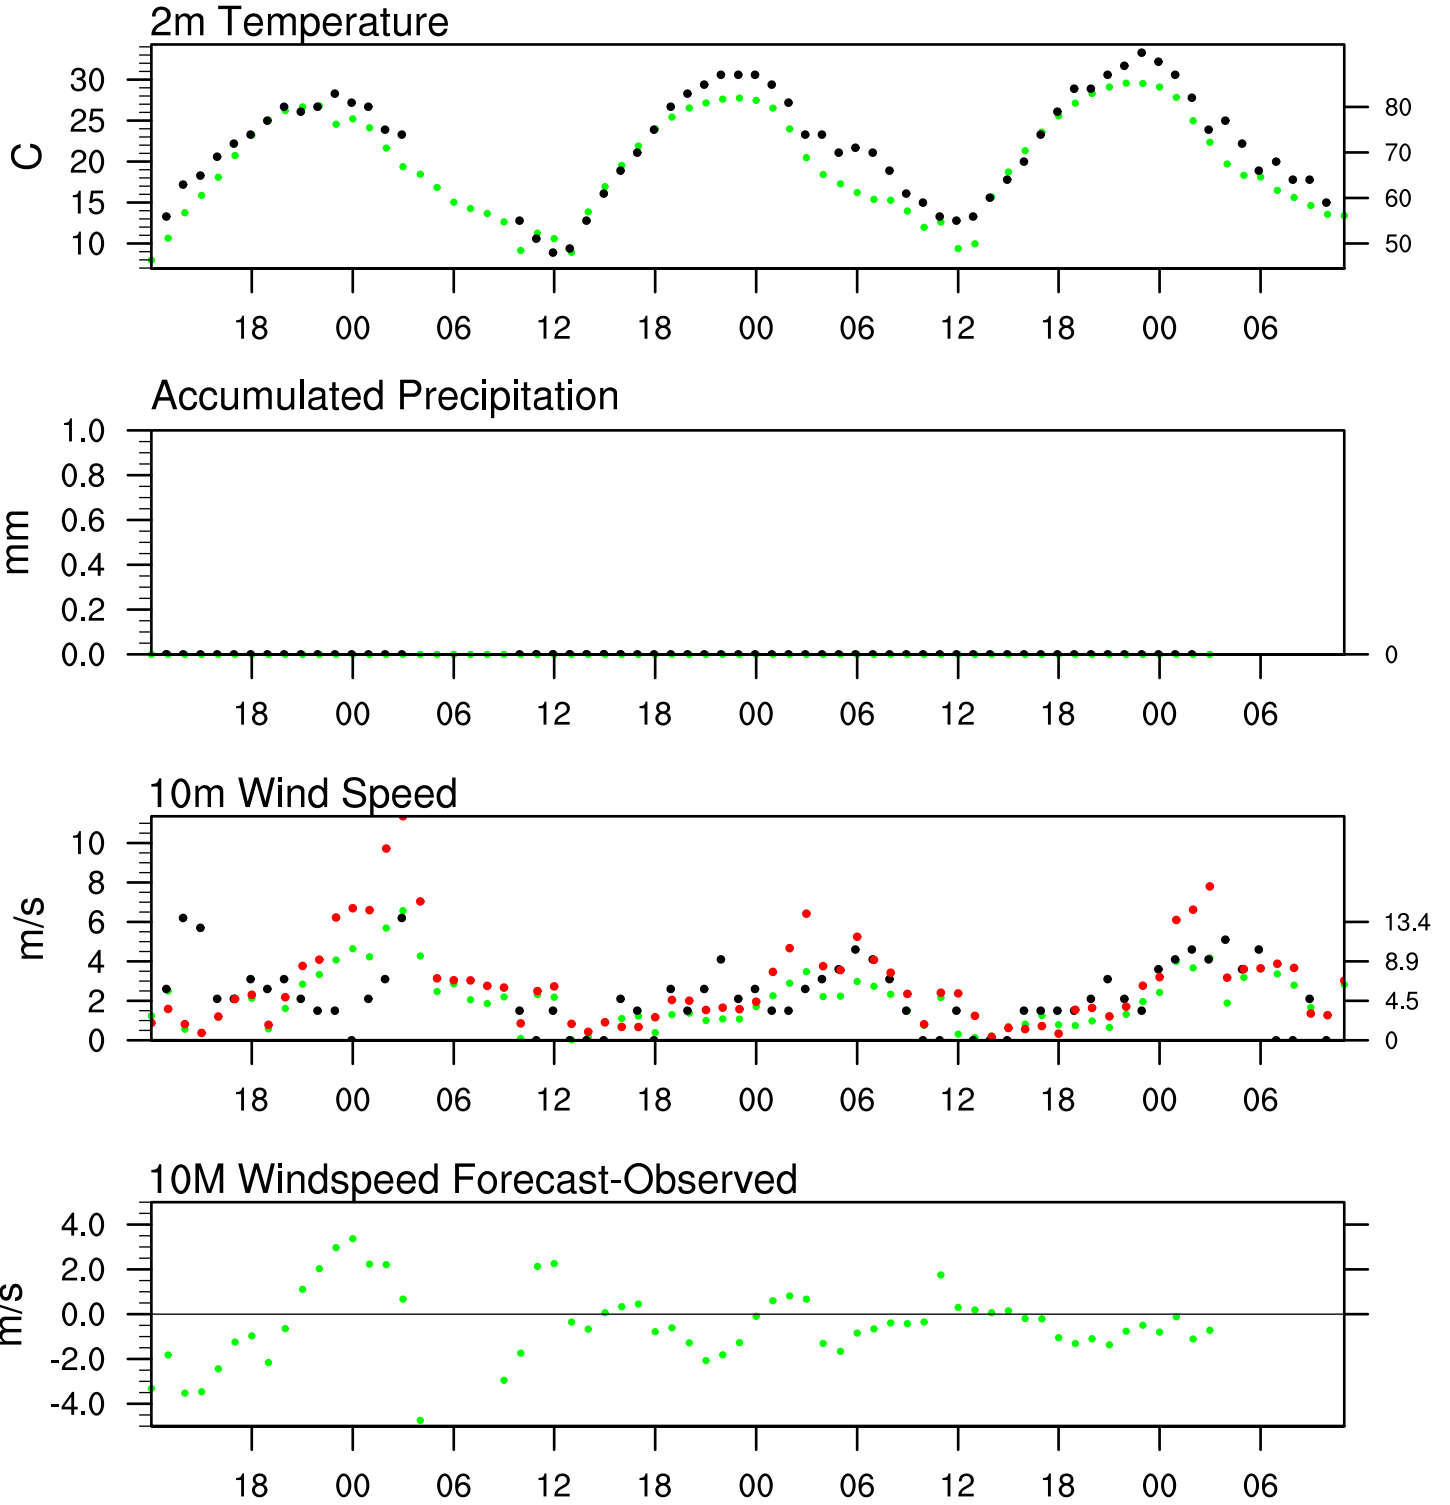 2m Temperature
30
25
20
15
10
C
80
70
60
50
18 00 06 12 18 00 06 12 18 00 06
Accumulated Precipitation
1.0
0.8
0.6
0.4
0.2
0.0
mm
0
18 00 06 12 18 00 06 12 18 00 06
10m Wind Speed
10
8
6
4
2
0
m/s
13.4
8.9
4.5
0
18 00 06 12 18 00 06 12 18 00 06
10M Windspeed Forecast-Observed
4.0
2.0
0.0
-2.0
-4.0
m/s
18 00 06 12 18 00 06 12 18 00 06